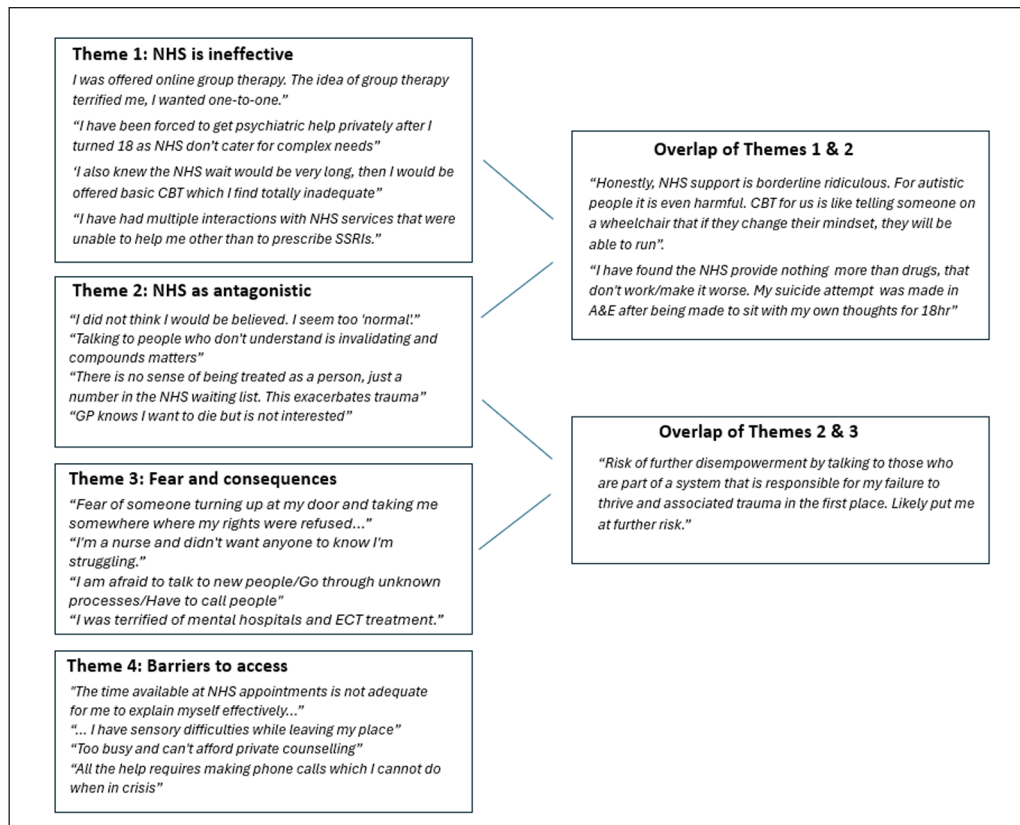 Theme 1: NHS is ineffective
I was offered online group therapy. The idea of group therapy
terrified me, I wanted one-to-one.”
“I have been forced to get psychiatric help privately after I
turned 18 as NHS don't cater for complex needs”
‘I also knew the NHS wait would be very long, then I would be
offered basic CBT which I find totally inadequate”
“I have had multiple interactions with NHS services that were
unable to help me other than to prescribe SSRIs.”
Theme 2: NHS as antagonistic
“I did not think I would be believed. I seem too 'normal'.”
“Talking to people who don't understand is invalidating and
compounds matters”
“There is no sense of being treated as a person, just a
number in the NHS waiting list. This exacerbates trauma”
“GP knows I want to die but is not interested”
Theme 3: Fear and consequences
“Fear of someone turning up at my door and taking me
somewhere where my rights were refused...”
“I'm a nurse and didn't want anyone to know I'm
struggling.”
“I am afraid to talk to new people/Go through unknown
processes/Have to call people"
“I was terrified of mental hospitals and ECT treatment.”
Theme 4: Barriers to access
"The time available at NHS appointments is not adequate
for me to explain myself effectively...”
“... I have sensory difficulties while leaving my place”
“Too busy and can't afford private counselling”
“All the help requires making phone calls which I cannot do
when in crisis”
Overlap of Themes 1 & 2
“Honestly, NHS support is borderline ridiculous. For autistic
people it is even harmful. CBT for us is like telling someone on
a wheelchair that if they change their mindset, they will be
able to run”.
“I have found the NHS provide nothing more than drugs, that
don't work/make it worse. My suicide attempt was made in
A&E after being made to sit with my own thoughts for 18hr”
Overlap of Themes 2 & 3
“Risk of further disempowerment by talking to those who
are part of a system that is responsible for my failure to
thrive and associated trauma in the first place. Likely put me
at further risk.”